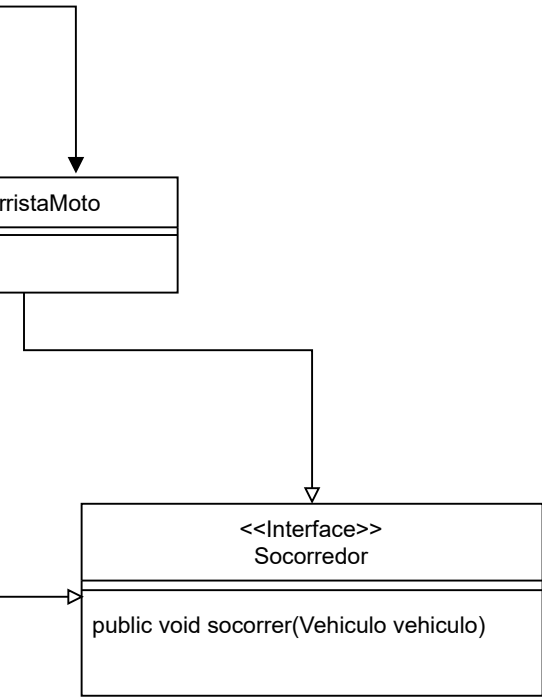 rristaMoto
<<Interface>>
Socorredor
public void socorrer(Vehiculo vehiculo)